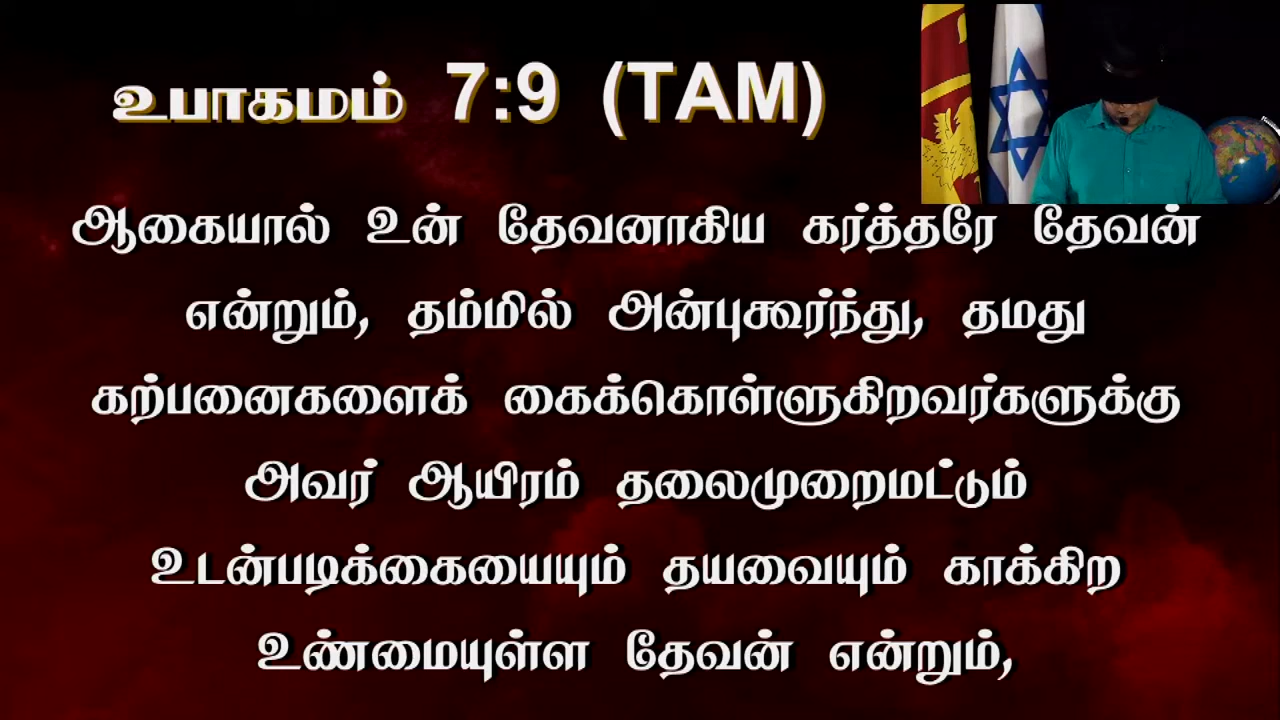 உபாகமம் 7:9 (TAM)
ஆகையால் உன் தேவனாகிய கர்த்தரே தேவன்
என்றும், தம்மில் அன்புகூர்ந்து, தமது
கற்பனைகளைக் கைக்கொள்ளுகிறவர்களுக்கு
அவர் ஆயிரம் தலைமுறைமட்டும்
உடன்படிக்கையையும் தயவையும் காக்கிற
உண்மையுள்ள தேவன் என்றும்,